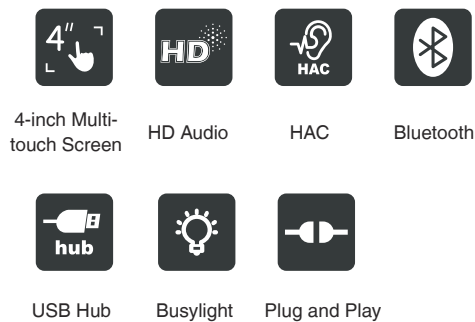 4"
HD
HAC
4-inch Multi-
touch Screen
HD Audio
HAC
Bluetooth
hub
USB Hub
Busylight
Plug and Play